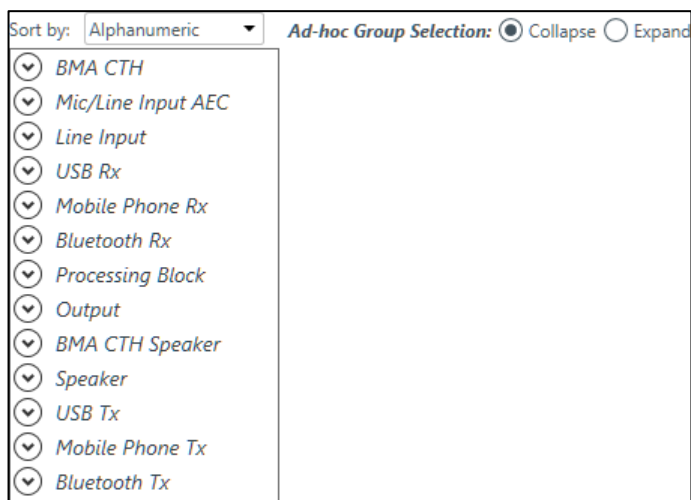 Sort by: Alphanumeric Ad-hoc Group Selection: Collapse Expand
BMA CTH
Mic/Line Input AEC
Line Input
USB Rx
Mobile Phone Rx
Bluetooth Rx
Processing Block
Output
BMA CTH Speaker
Speaker
USB Tx
Mobile Phone Tx
Bluetooth Tx